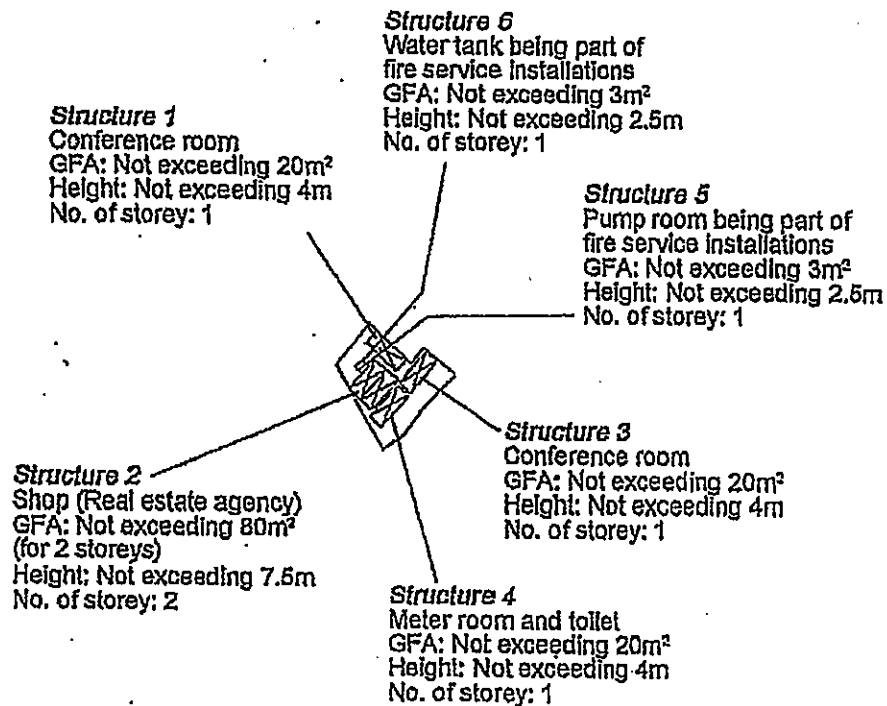 Structure 6
Water tank being part of
fire service installations
GFA: Not exceeding 3m²
Height: Not exceeding 2.5m
No. of storey: 1
Structure 1
Conference room
GFA: Not exceeding 20m²
Height: Not exceeding 4m
No. of storey: 1
Structure 5
Pump room being part of
fire service installations
GFA: Not exceeding 3m²
Height: Not exceeding 2.5m
No. of storey: 1
Structure 3
Conference room
GFA: Not exceeding 20m²
Height: Not exceeding 4m
No. of storey: 1
Structure 2
Shop (Real estate agency)
GFA: Not exceeding 80m²
(for 2 storeys)
Height: Not exceeding 7.5m
No. of storey: 2
Structure 4
Meter room and toilet
GFA: Not exceeding 20m²
Height: Not exceeding 4m
No. of storey: 1